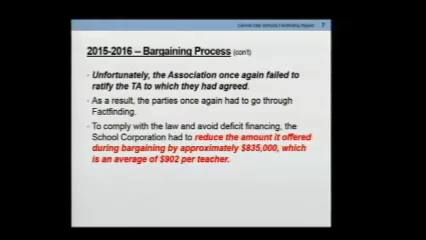 7
2015-2016 – Bargaining Process (con't)
- Unfortunately, the Association once again failed to
ratify the TA to which they had agreed.
- As a result, the parties once again had to go through
Factfinding.
- To comply with the law and avoid deficit financing, the
School Corporation had to reduce the amount it offered
during bargaining by approximately $835,000, which
is an average of $902 per teacher.